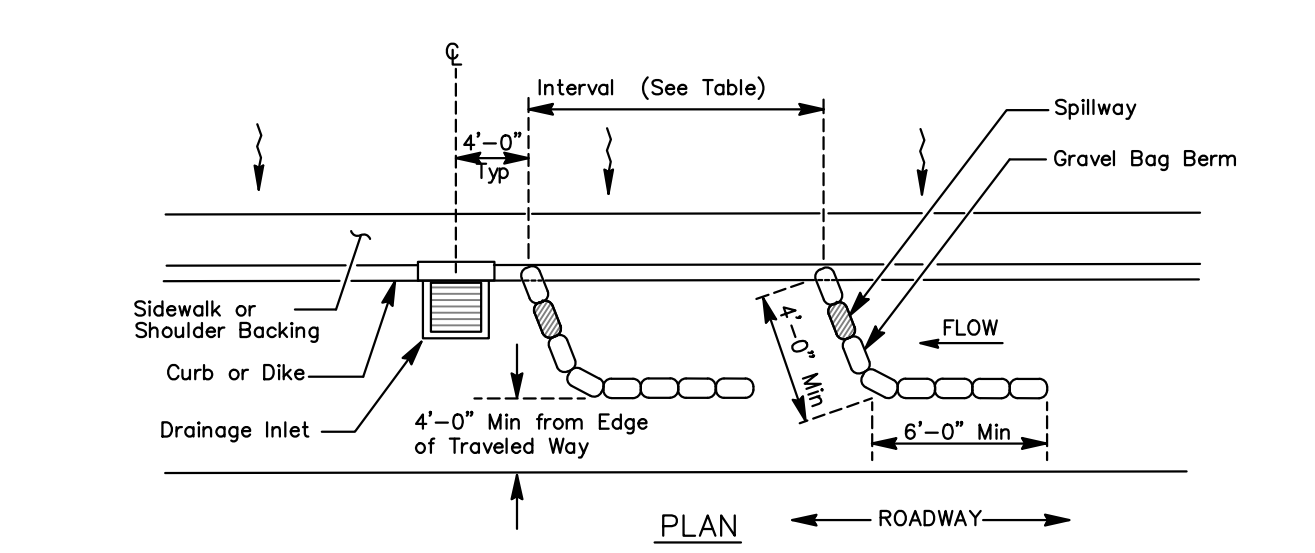 ℄
Interval (See Table)
4'-0"
Typ
Spillway
Gravel Bag Berm
Sidewalk or
Shoulder Backing
Curb or Dike
Drainage Inlet
4'-0" Min
FLOW
4'-0" Min from Edge
of Traveled Way
6'-0" Min
PLAN
ROADWAY